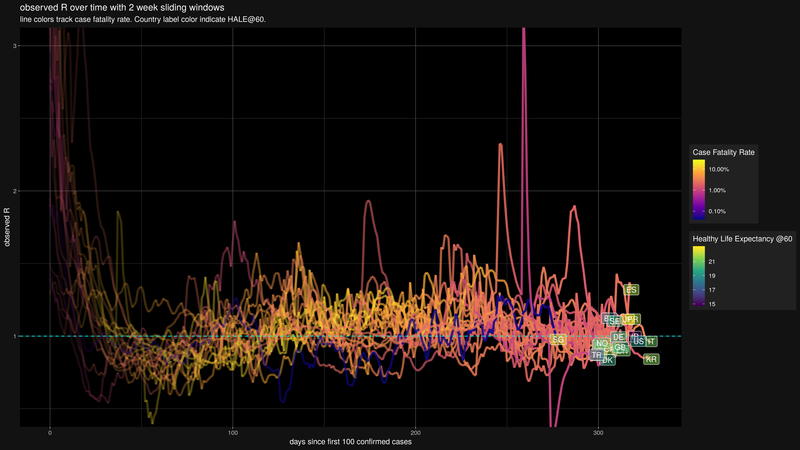 observed R over time with 2 week sliding windows
line colors track case fatality rate. Country label color indicate HALE@60.
3
2
1
observed R
0
100
200
300
days since first 100 confirmed cases
ES
SG
DE
NO
GB
US
TR
DK
KR
Case Fatality Rate
10.00%
1.00%
0.10%
Healthy Life Expectancy @60
21
19
17
15